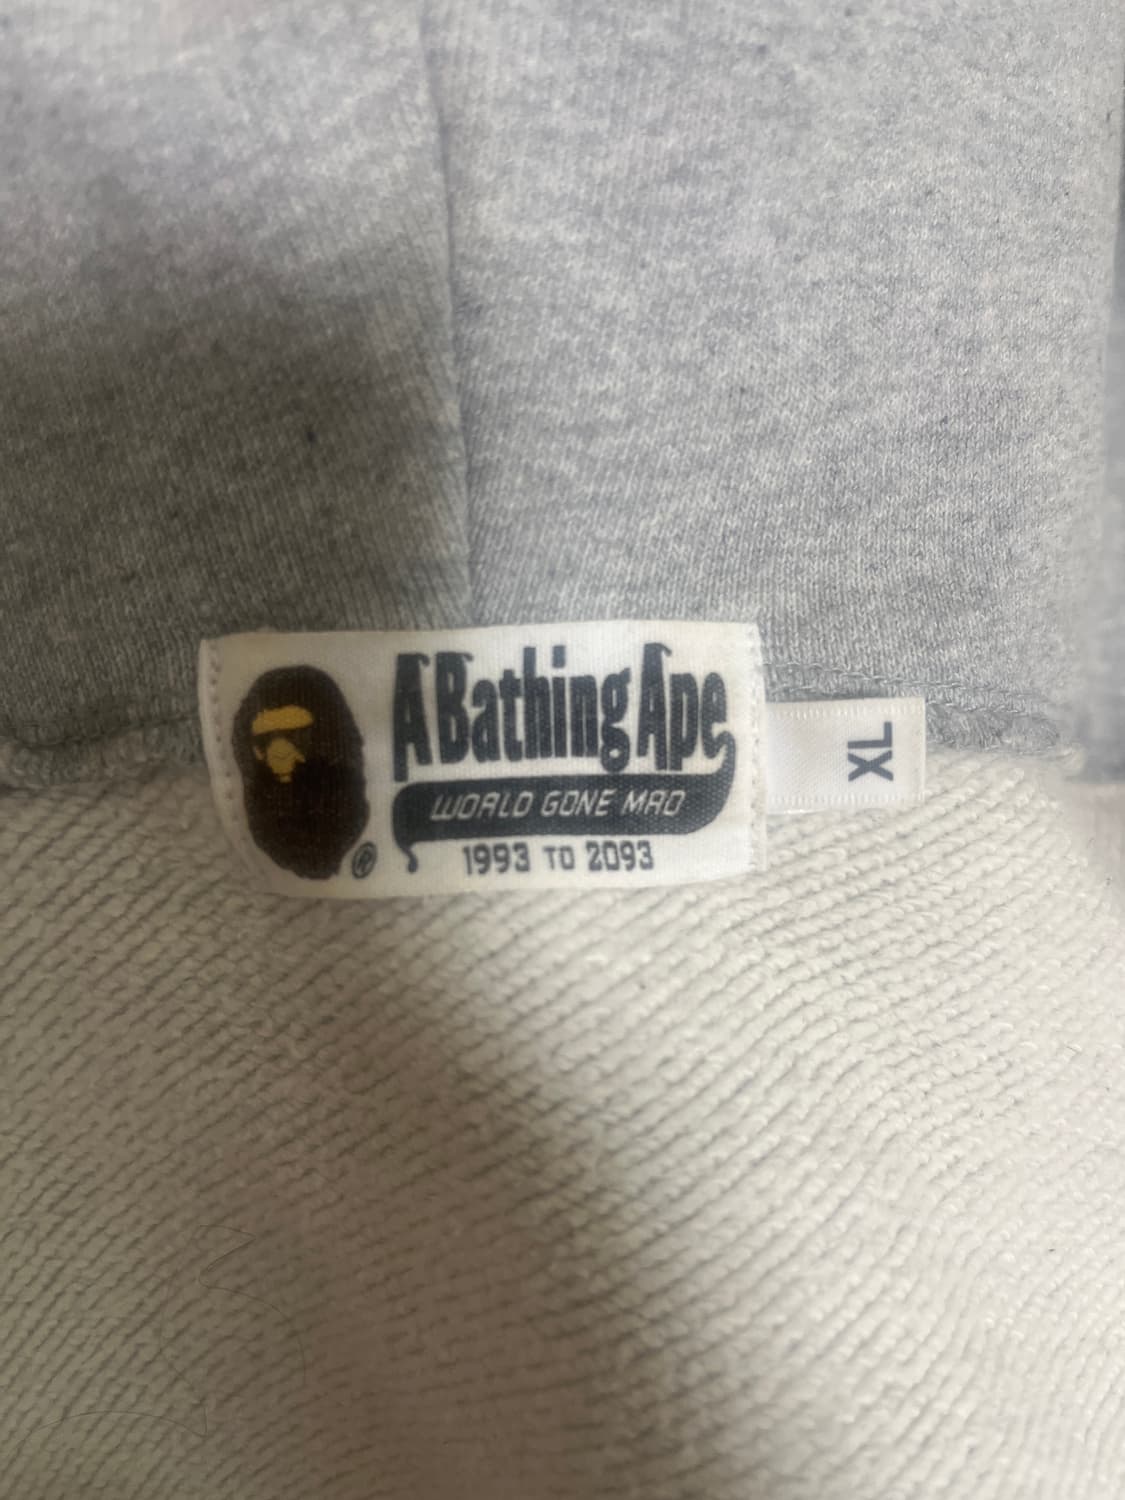 A Bathing Ape
WORLD GONE MAD
1993 TO 2093
®
XL